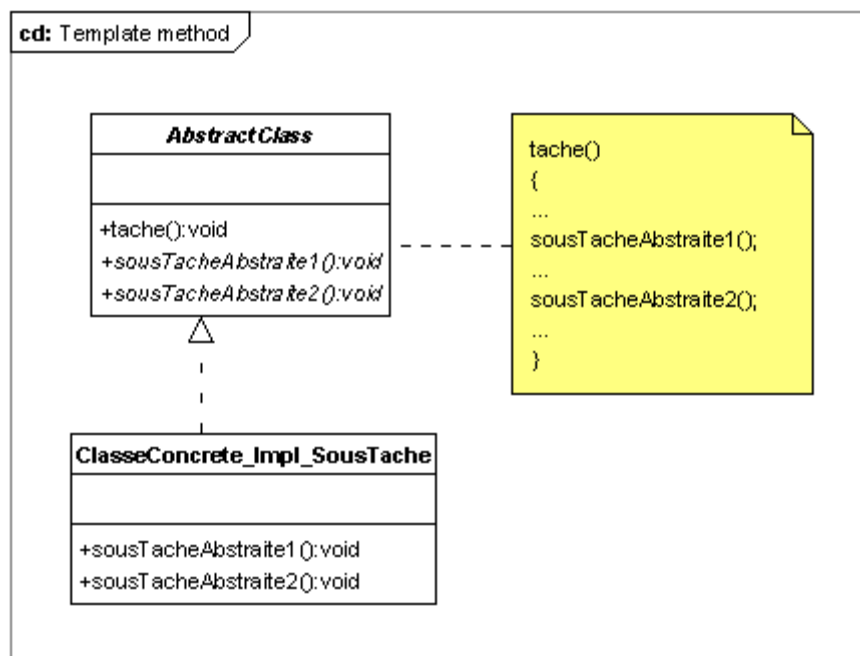 cd: Template method
AbstractClass
+tache():void
+sousTacheAbstraite1():void
+sousTacheAbstraite2():void
tache()
{
...
sousTacheAbstraite1();
...
sousTacheAbstraite2();
...
}
ClasseConcrete_Impl_SousTache
+sousTacheAbstraite1():void
+sousTacheAbstraite2():void